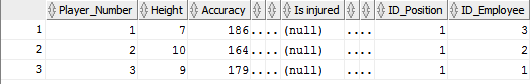 Player_Number Height Accuracy Is injured ID_Position ID_Employee
1 1 7 186 .... (null) .... 1 3
2 2 10 164 .... (null) .... 1 2
3 3 9 179 .... (null) .... 1 1